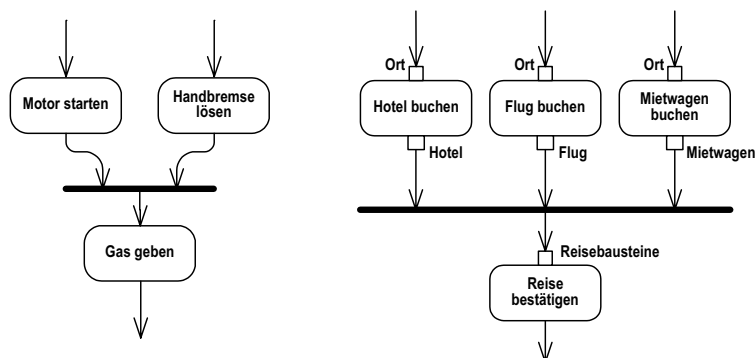 Motor starten
Handbremse
lösen
Gas geben
Ort
Ort
Ort
Hotel buchen
Flug buchen
Mietwagen
buchen
Hotel
Flug
Mietwagen
Reisebausteine
Reise
bestätigen